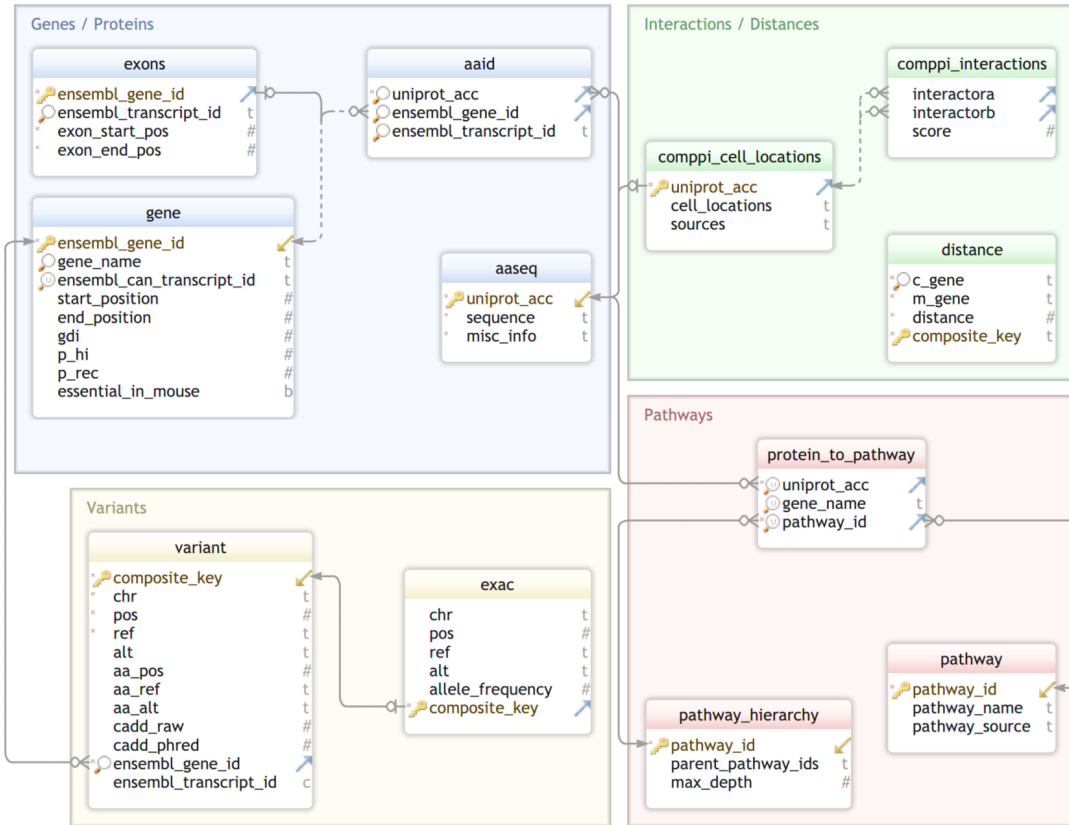 Genes / Proteins
exons
ensembl_gene_id
ensembl_transcript_id t
exon_start_pos #
exon_end_pos #
aaid
uniprot_acc
ensembl_gene_id
ensembl_transcript_id t
gene
ensembl_gene_id
gene_name t
ensembl_can_transcript_id t
start_position #
end_position #
gdi #
p_hi #
p_rec #
essential_in_mouse b
aaseq
uniprot_acc
sequence t
misc_info t
Interactions / Distances
comppi_interactions
interactora
interactorb
score #
comppi_cell_locations
uniprot_acc
cell_locations t
sources t
distance
c_gene t
m_gene t
distance #
composite_key t
Variants
variant
composite_key
chr t
pos #
ref t
alt t
aa_pos #
aa_ref t
aa_alt t
cadd_raw #
cadd_phred #
ensembl_gene_id
ensembl_transcript_id c
exac
chr t
pos #
ref t
alt t
allele_frequency #
composite_key
Pathways
protein_to_pathway
uniprot_acc
gene_name t
pathway_id
pathway
pathway_id
pathway_name t
pathway_source t
pathway_hierarchy
pathway_id
parent_pathway_ids t
max_depth #